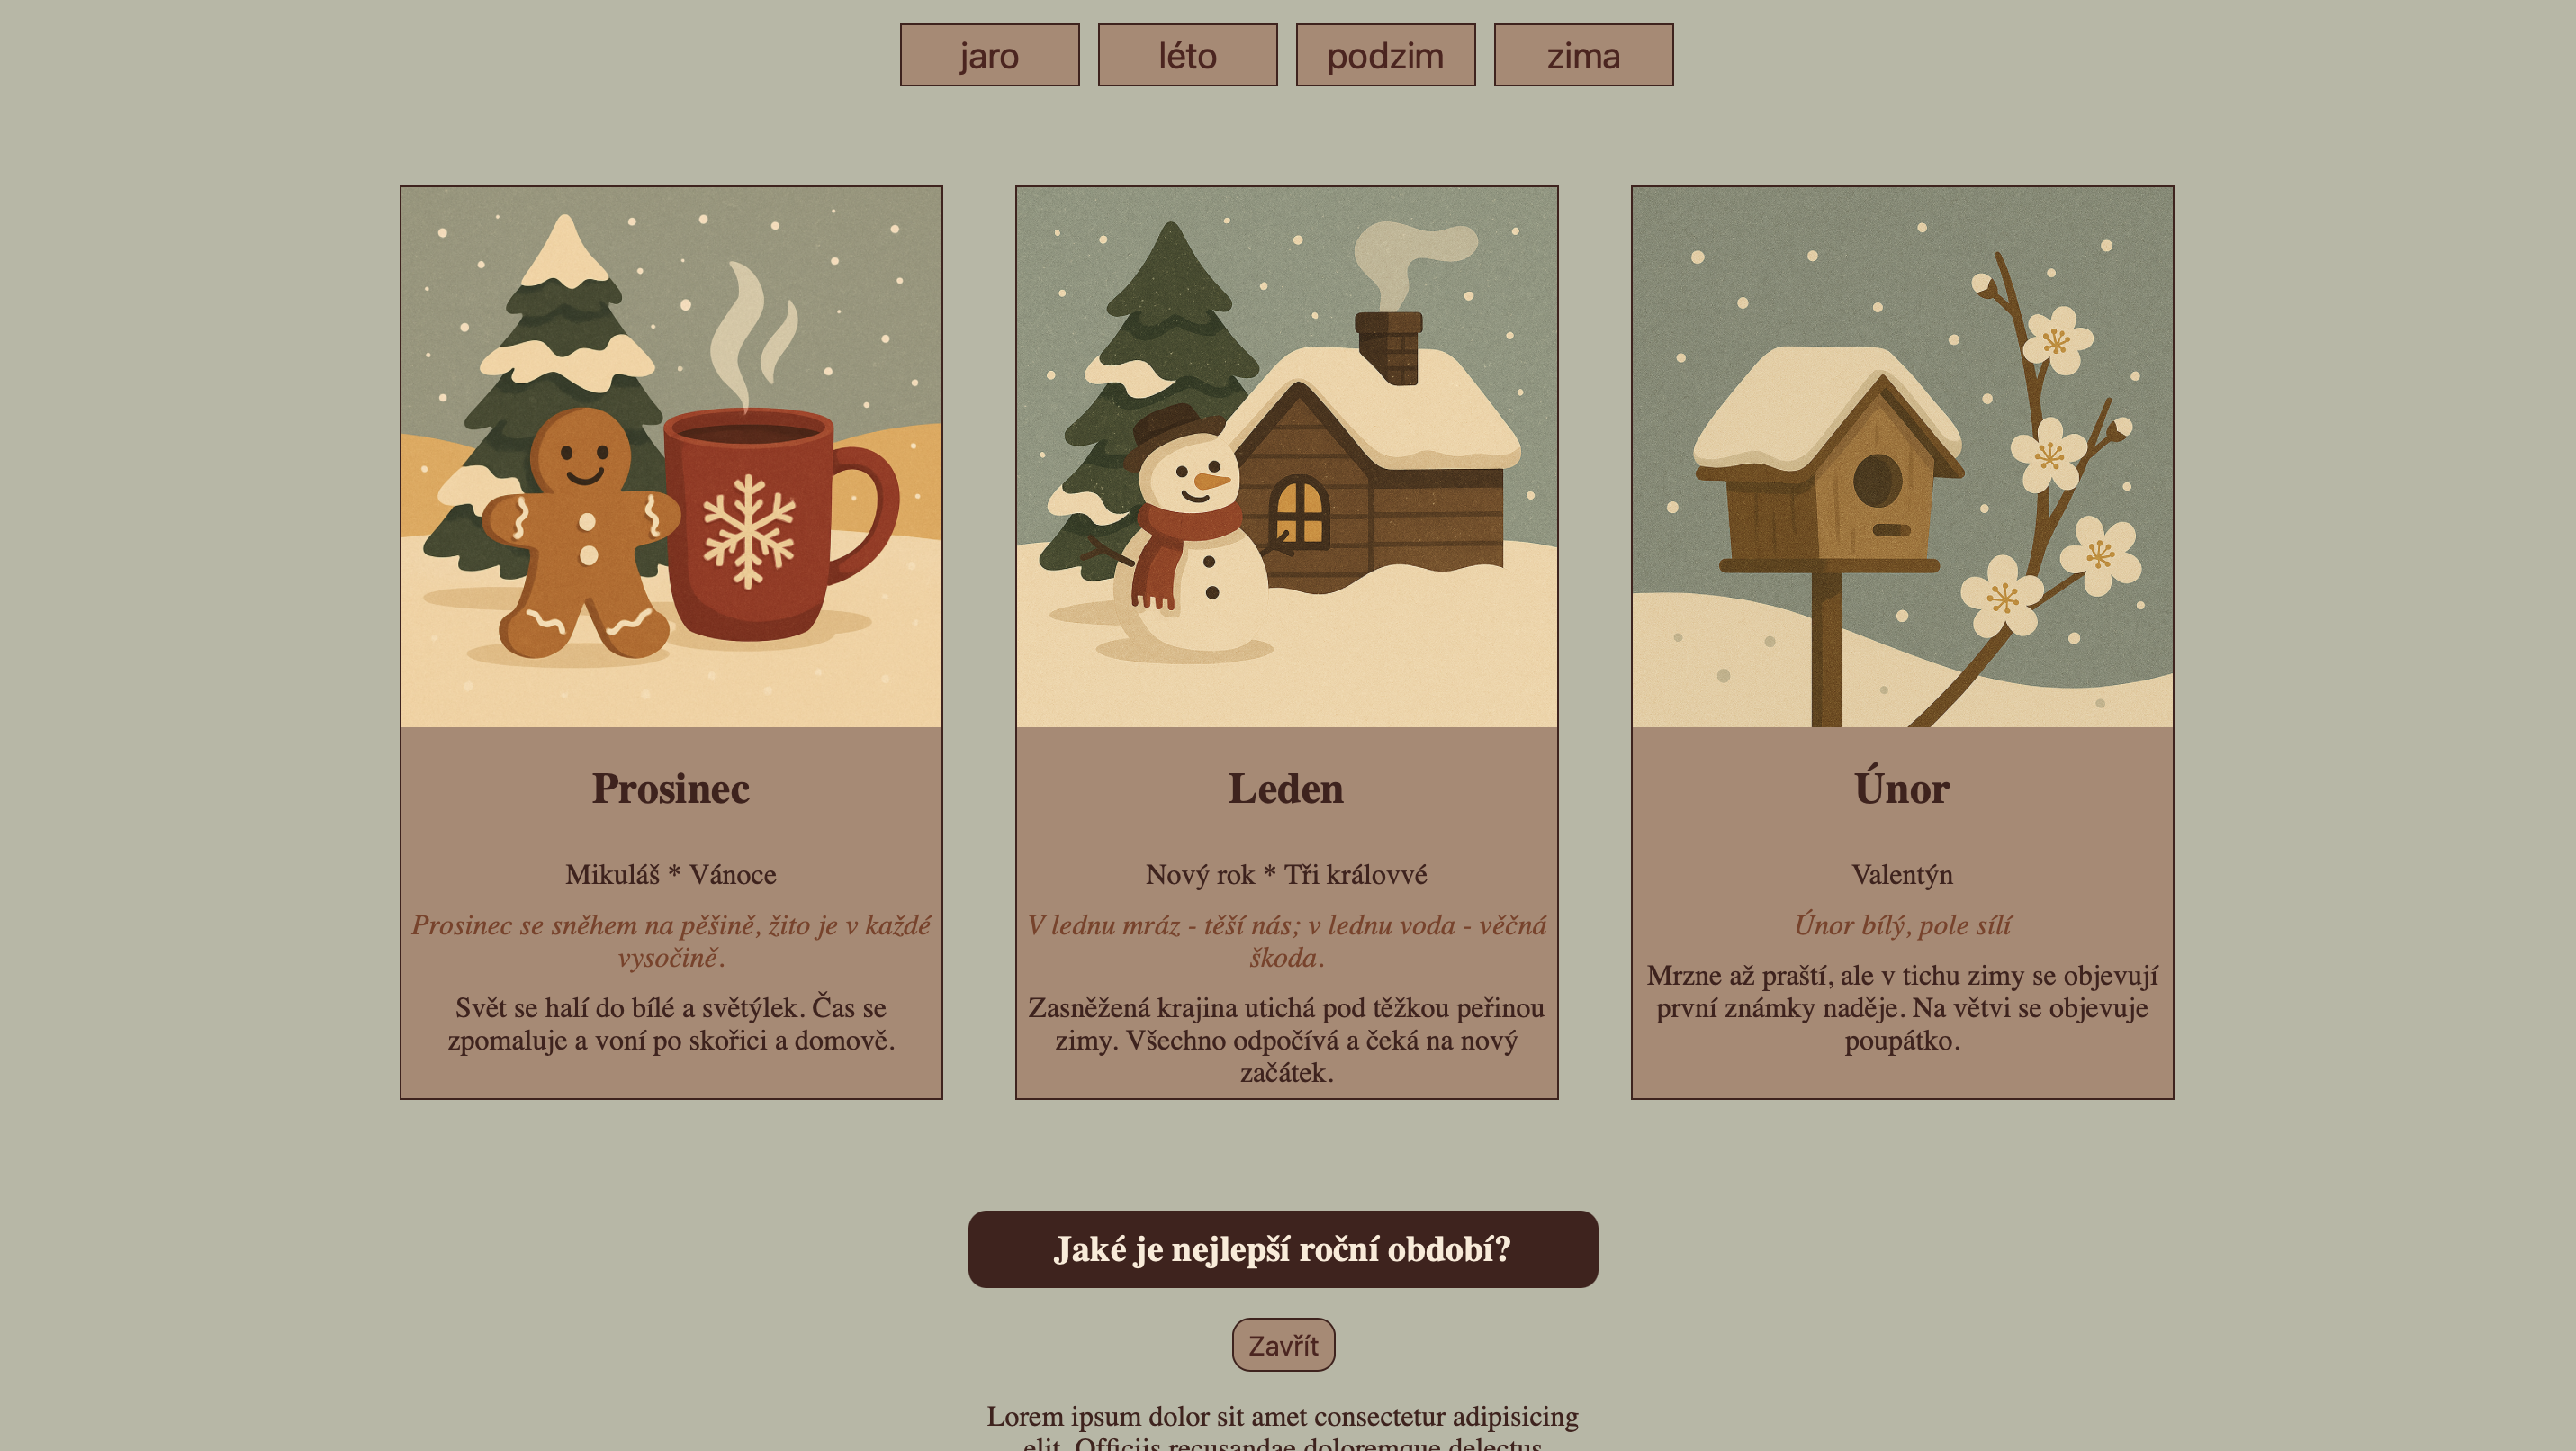 jaro
léto
podzim
zima
Prosinec
Mikuláš * Vánoce
Prosinec se sněhem na pěšině, žito je v každé
vysočině.
Svět se halí do bílé a světýlek. Čas se
zpomaluje a voní po skořici a domově.
Leden
Nový rok * Tři královvé
V lednu mráz - těší nás; v lednu voda - věčná
škoda.
Zasněžená krajina utichá pod těžkou peřinou
zimy. Všechno odpočívá a čeká na nový
začátek.
Únor
Valentýn
Únor bílý, pole sílí
Mrzne až praští, ale v tichu zimy se objevují
první známky naděje. Na větvi se objevuje
poupátko.
Jaké je nejlepší roční období?
Zavřít
Lorem ipsum dolor sit amet consectetur adipisicing
elit. Officiis recusandae doloremque delectus